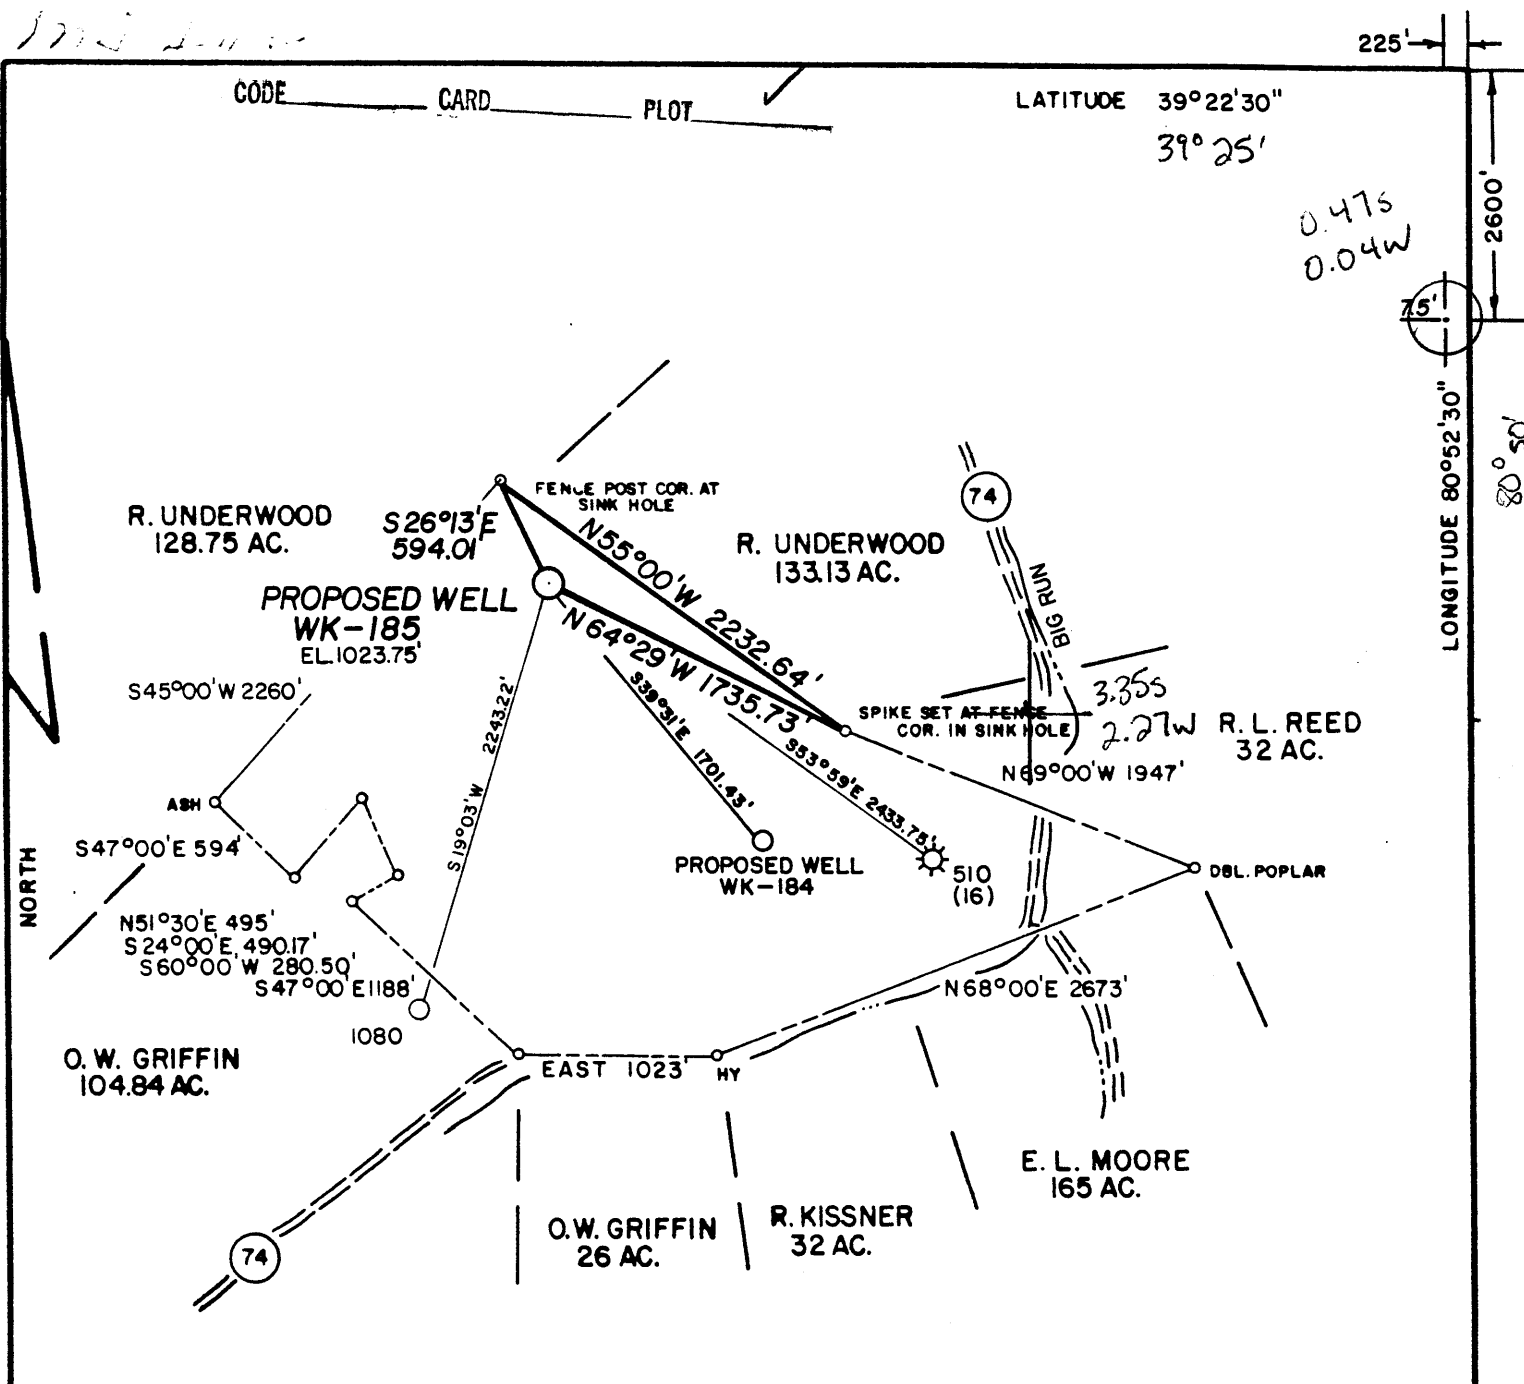 225'
CODE CARD PLOT
LATITUDE 39°22'30"
39° 25'
2600'
0.47s
0.04w
7.5'
LONGITUDE 80°52'30"
80° 50'
FENCE POST COR. AT
SINK HOLE
74
R. UNDERWOOD
128.75 AC.
S26°13'E
594.01'
N55°00'W 2232.64'
R. UNDERWOOD
133.13 AC.
BIG RUN
PROPOSED WELL
WK-185
EL.1023.75'
N64°29'W 1735.73'
S45°00'W 2260'
S39°31'E 1701.43'
2243.22'
S19°03'W
3.35s
2.27w
SPIKE SET AT FENCE
COR. IN SINK HOLE
R. L. REED
32 AC.
S53°59'E 2433.75'
N69°00'W 1947'
ASH
S47°00'E 594'
PROPOSED WELL
WK-184
510
(16)
DBL. POPLAR
NORTH
N51°30'E 495'
S24°00'E 490.17'
S60°00'W 280.50'
S47°00'E1188'
N68°00'E 2673'
1080
O. W. GRIFFIN
104.84 AC.
EAST 1023'
HY
E. L. MOORE
165 AC.
O.W. GRIFFIN
26 AC.
R. KISSNER
32 AC.
74